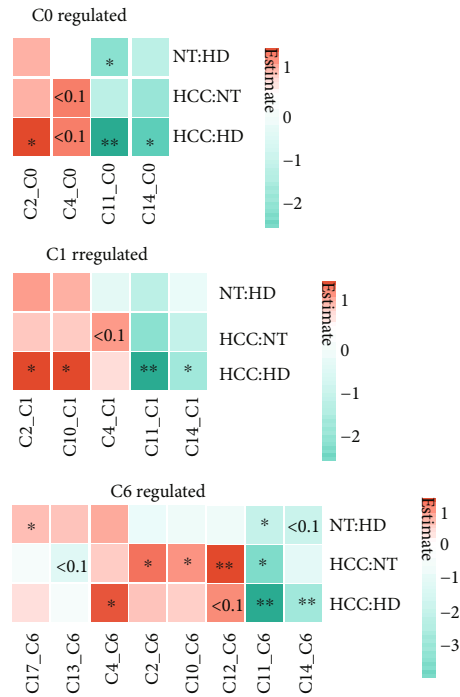 C0 regulated
* NT:HD
<0.1 HCC:NT
* <0.1 ** * HCC:HD
C2_C0 C4_C0 C11_C0 C14_C0
Estimate
1
0
−1
−2
C1 rregulated
NT:HD
<0.1 HCC:NT
* * ** * HCC:HD
C2_C1 C10_C1 C4_C1 C11_C1 C14_C1
Estimate
1
0
−1
−2
C6 regulated
* * <0.1 NT:HD
<0.1 * * ** * HCC:NT
* <0.1 ** ** HCC:HD
C17_C6 C13_C6 C4_C6 C2_C6 C10_C6 C12_C6 C11_C6 C14_C6
Estimate
1
0
−1
−2
−3